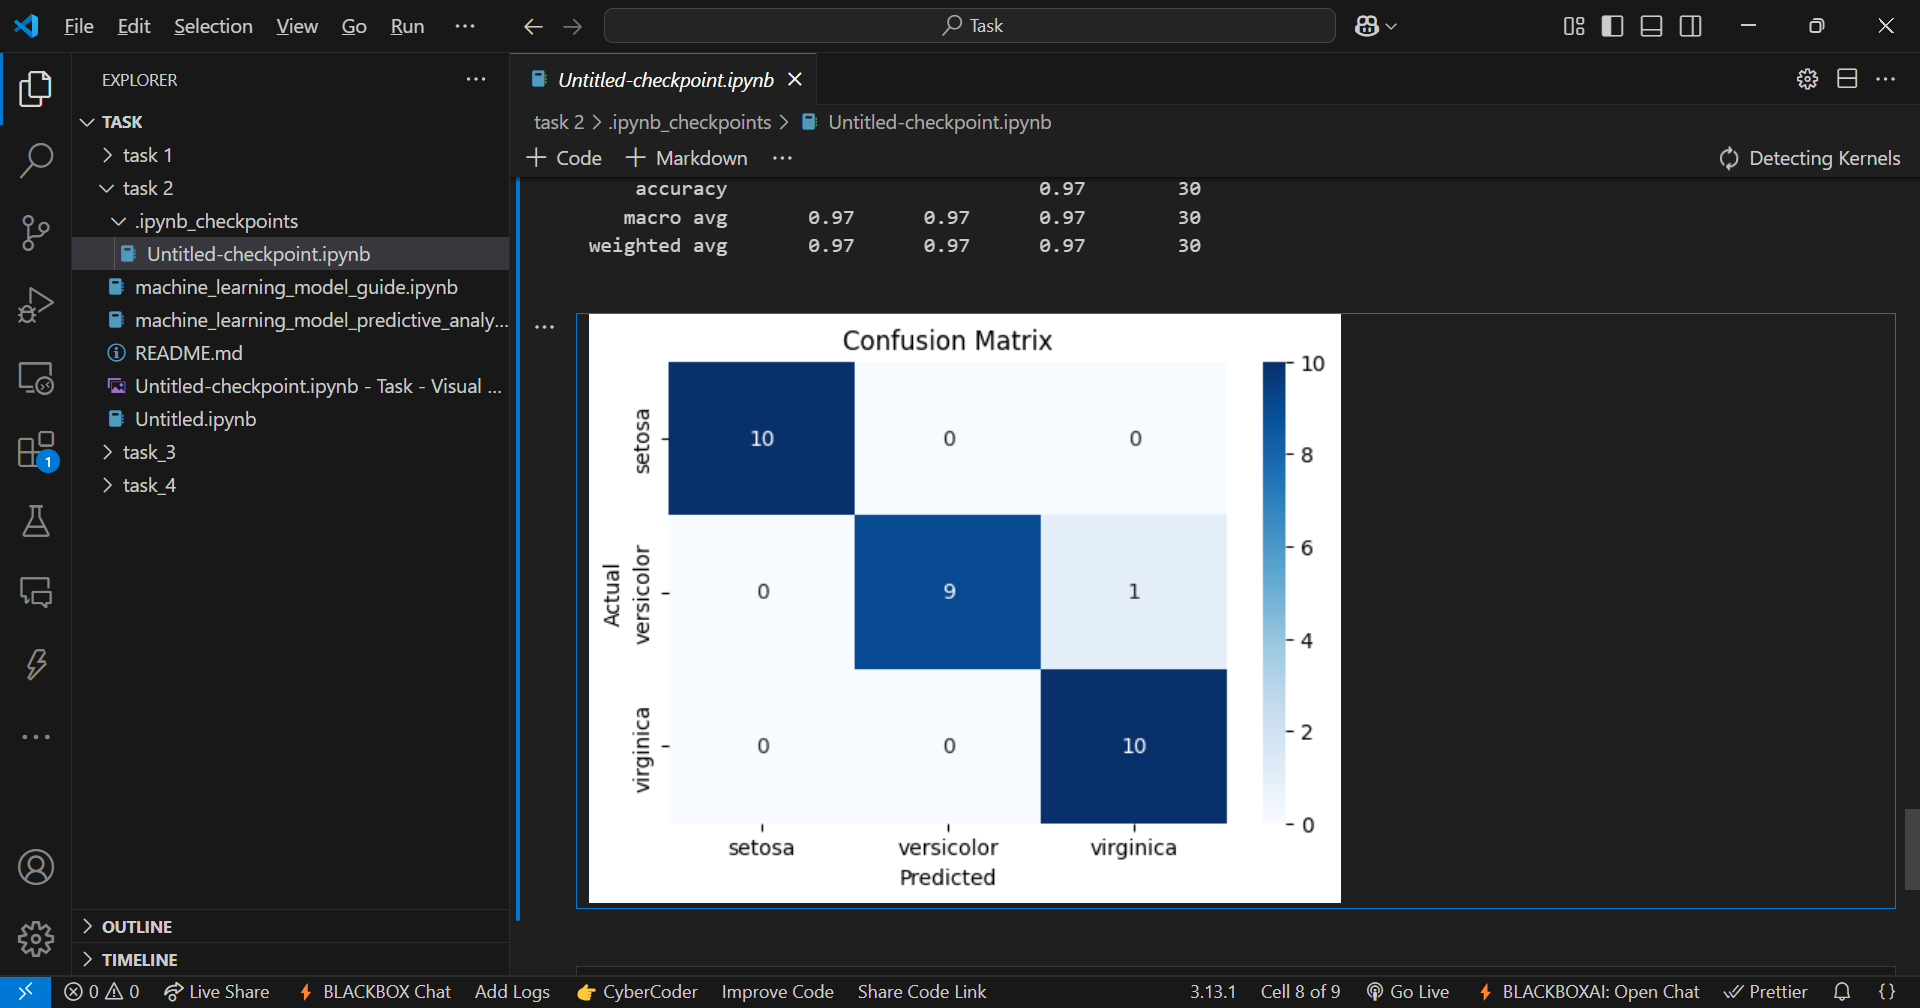 File Edit Selection View Go Run ···
Task
EXPLORER
TASK
task 1
task 2
.ipynb_checkpoints
Untitled-checkpoint.ipynb
machine_learning_model_guide.ipynb
machine_learning_model_predictive_analy...
README.md
Untitled-checkpoint.ipynb - Task - Visual ...
Untitled.ipynb
task_3
task_4
OUTLINE
TIMELINE
1
Untitled-checkpoint.ipynb
task 2 > .ipynb_checkpoints > Untitled-checkpoint.ipynb
+ Code + Markdown ··· Detecting Kernels
accuracy 0.97 30
macro avg 0.97 0.97 0.97 30
weighted avg 0.97 0.97 0.97 30
Confusion Matrix
setosa 10 0 0
Actual
versicolor 0 9 1
virginica 0 0 10
setosa versicolor virginica
Predicted
10
8
6
4
2
0
0 0 Live Share BLACKBOX Chat Add Logs CyberCoder Improve Code Share Code Link 3.13.1 Cell 8 of 9 Go Live BLACKBOXAI: Open Chat Prettier {}